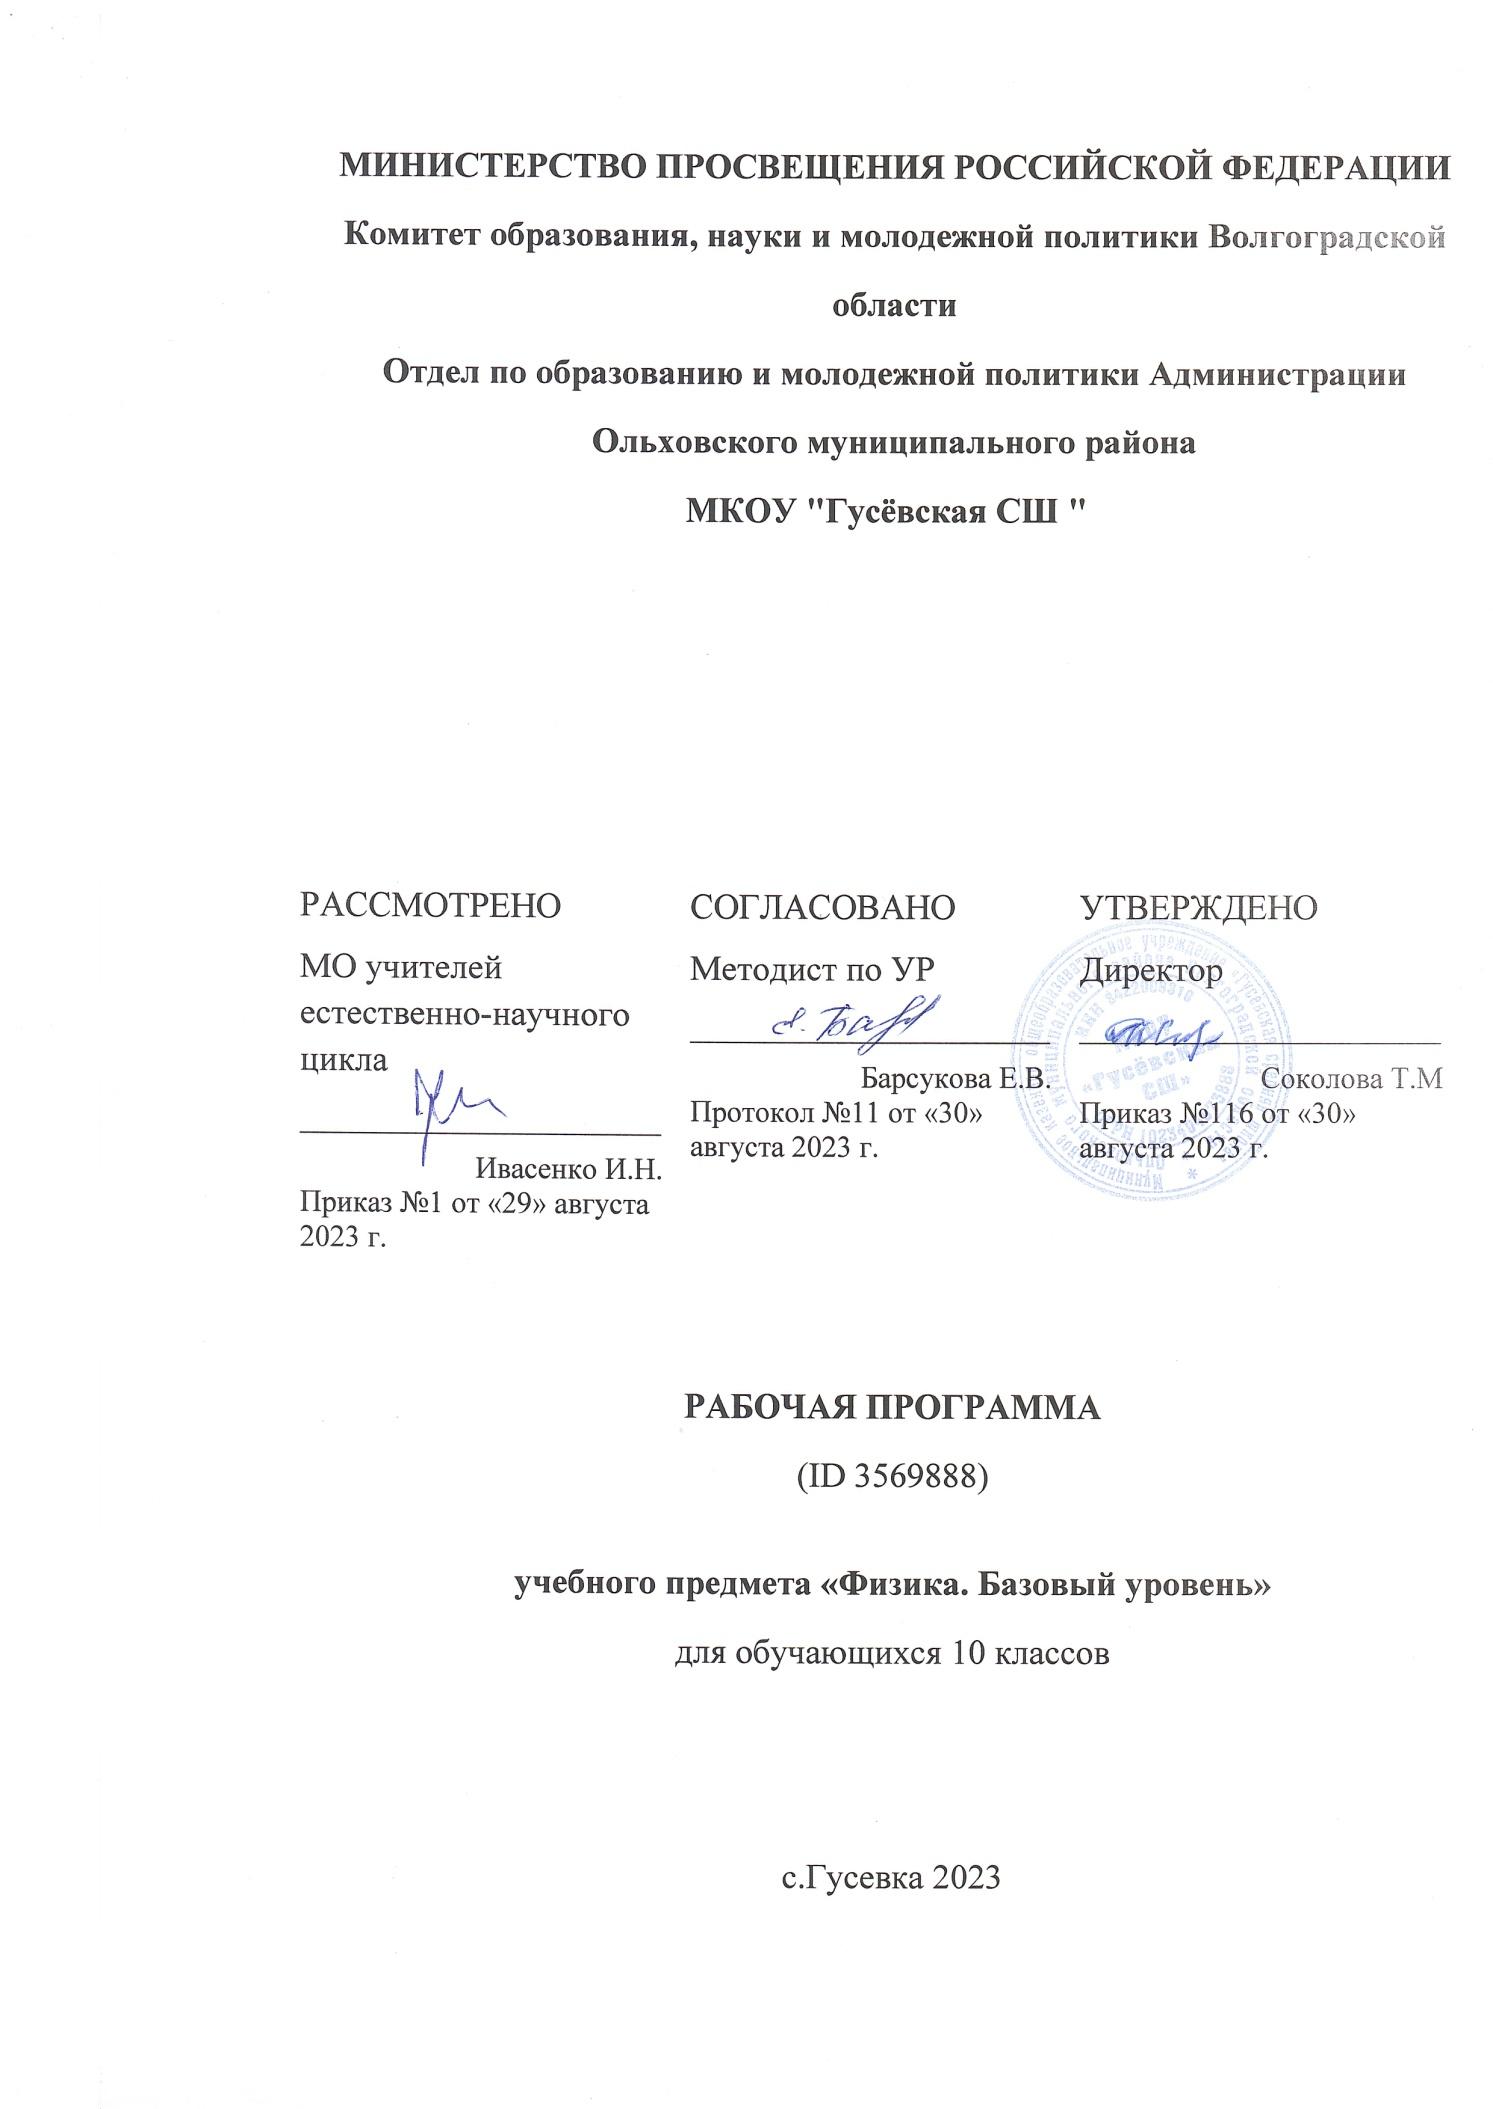 МИНИСТЕРСТВО ПРОСВЕЩЕНИЯ РОССИЙСКОЙ ФЕДЕРАЦИИ
Комитет образования, науки и молодежной политики Волгоградской
области
Отдел по образованию и молодежной политики Администрации
Ольховского муниципального района
МКОУ "Гусёвская СШ "
РАССМОТРЕНО
МО учителей
естественно-научного
цикла
Ивасенко И.Н.
Приказ №1 от «29» августа
2023 г.
СОГЛАСОВАНО
Методист по УР
Барсукова Е.В.
Протокол №11 от «30»
августа 2023 г.
УТВЕРЖДЕНО
Директор
Соколова Т.М
Приказ №116 от «30»
августа 2023 г.
«Гусёвская
СШ»
РАБОЧАЯ ПРОГРАММА
(ID 3569888)
учебного предмета «Физика. Базовый уровень»
для обучающихся 10 классов
с.Гусевка 2023